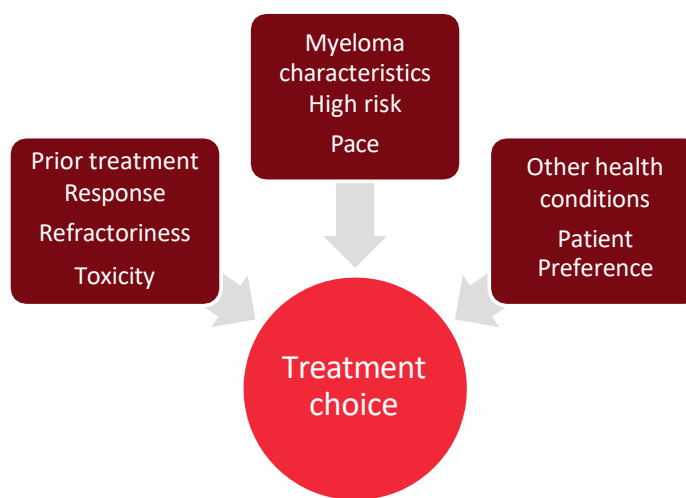 Myeloma
characteristics
High risk
Pace
Prior treatment
Response
Refractoriness
Toxicity
Other health
conditions
Patient
Preference
Treatment
choice